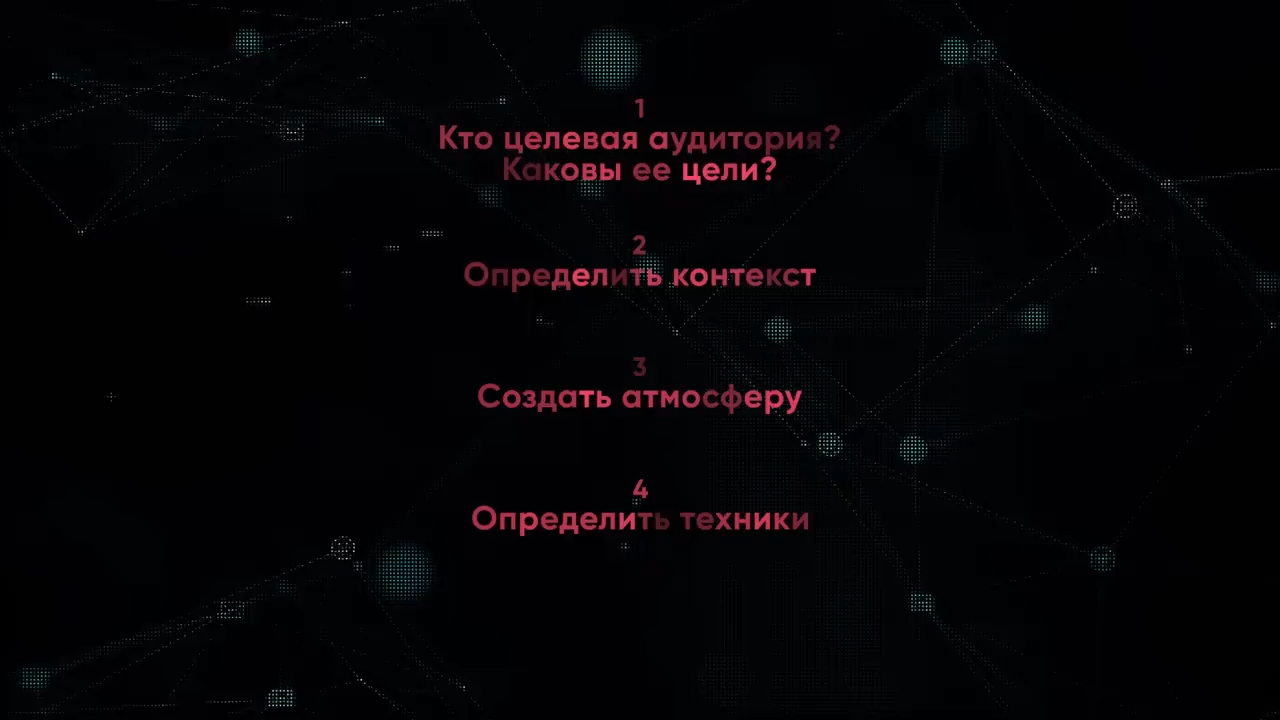 1
Кто целевая аудитория?
Каковы ее цели?
2
Определить контекст
3
Создать атмосферу
4
Определить техники